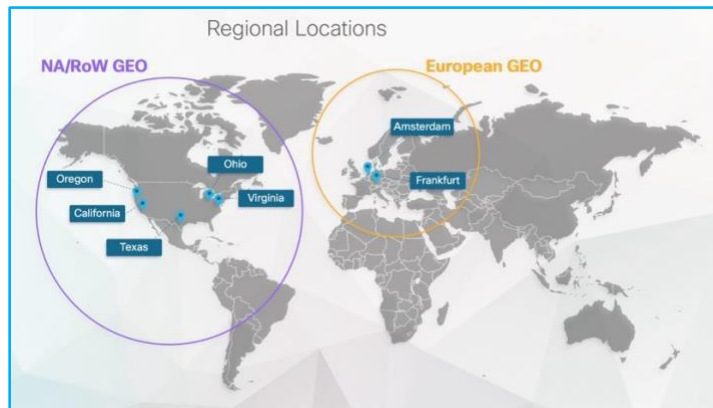 Regional Locations
NA/RoW GEO
European GEO
Amsterdam
Ohio
Oregon
Frankfurt
Virginia
California
Texas